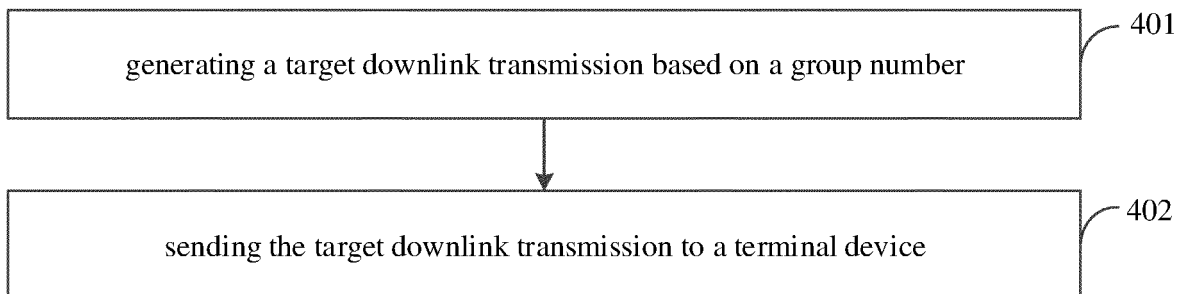 generating a target downlink transmission based on a group number
401
sending the target downlink transmission to a terminal device
402